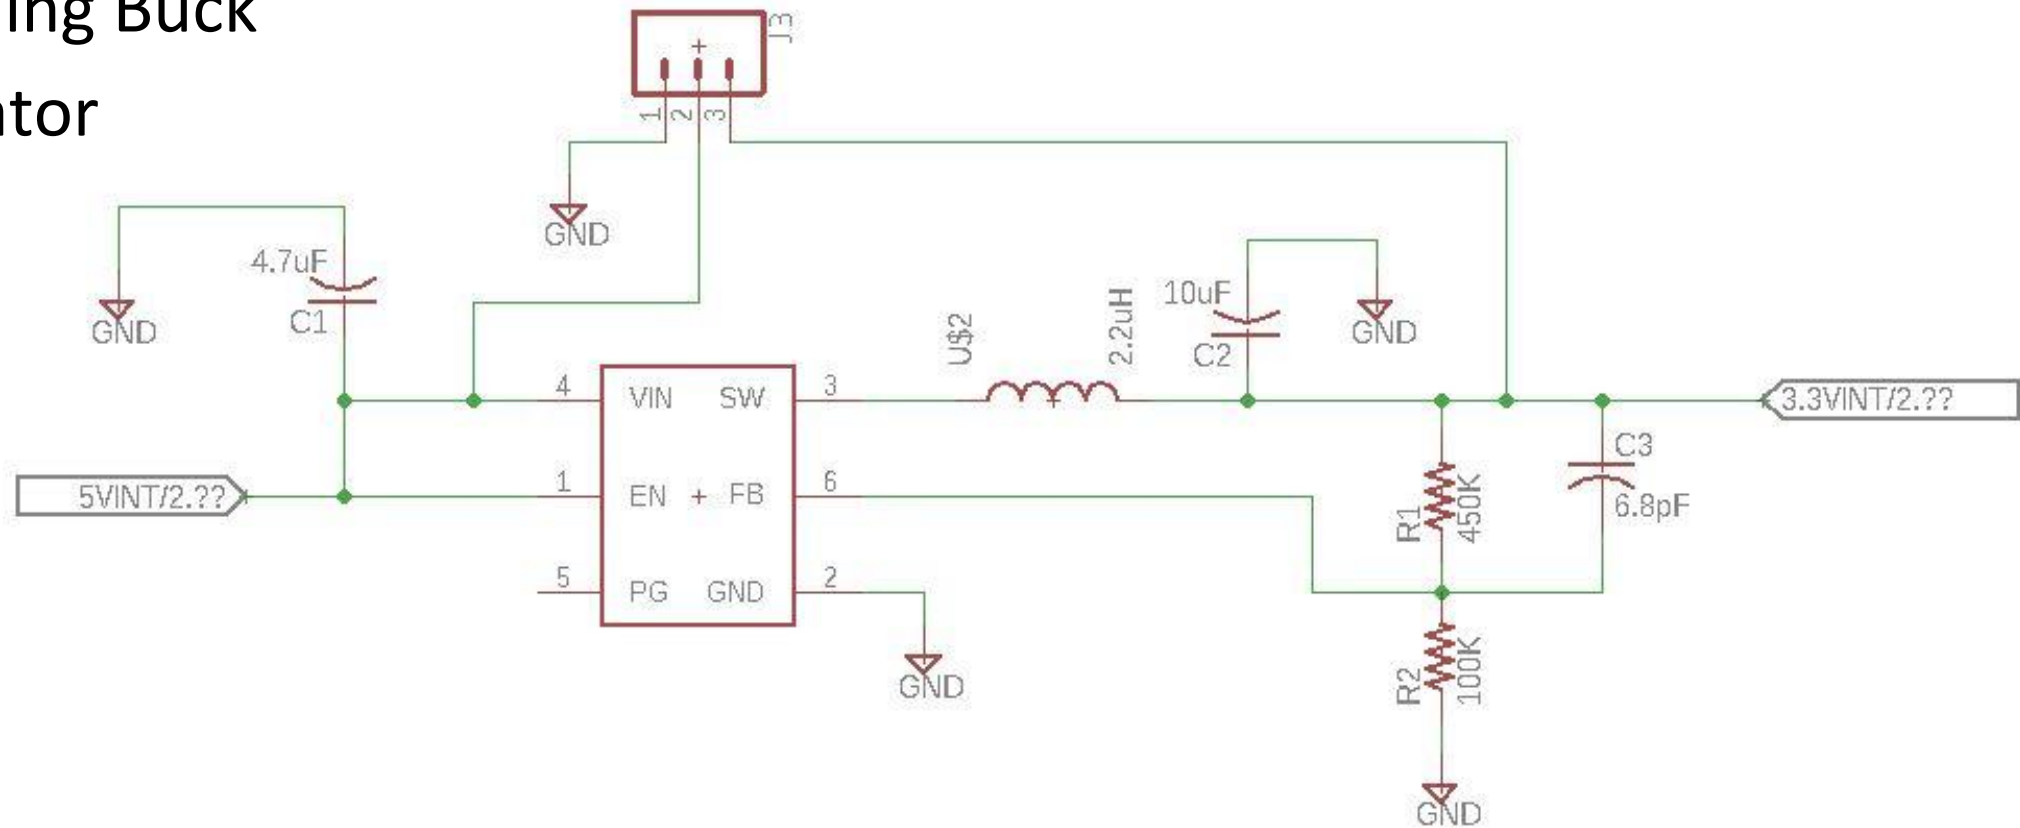 ing Buck
ator
J3
1 2 3
GND
4.7uF
C1
GND
10uF
C2
GND
U$2
2.2uH
4
VIN
SW
3
3.3VINT/2.??
5VINT/2.??
1
EN
FB
6
C3
6.8pF
R1
450K
5
PG
GND
2
GND
R2
100K
GND